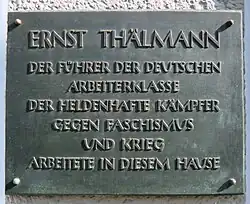 ERNST THÄLMANN
DER FÜHRER DER DEUTSCHEN
ARBEITERKLASSE
DER HELDENHAFTE KÄMPFER
GEGEN FASCHISMUS
UND KRIEG
ARBEITETE IN DIESEM HAUSE